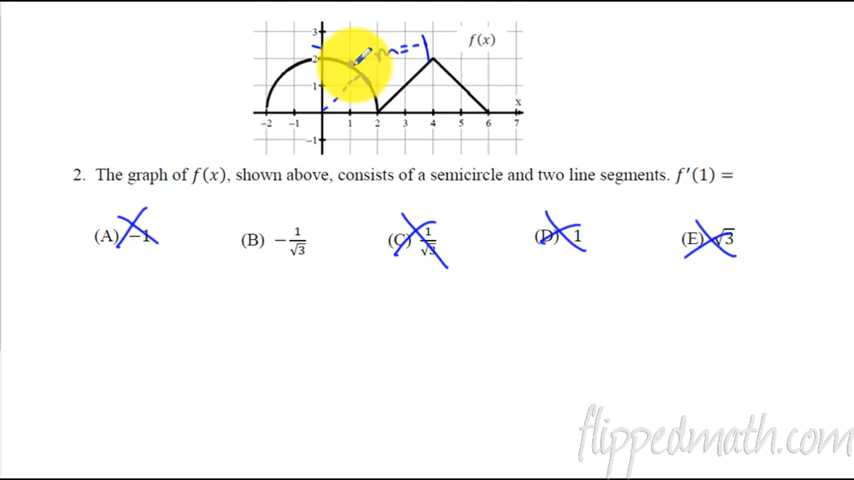 3
m=-1
f(x)
2
1
x
-2 -1 1 2 3 4 5 6 7
-1
2. The graph of f(x), shown above, consists of a semicircle and two line segments. f′(1) =
(A) -1 (B) -1/√3 (C) 1/√3 (D) 1 (E) √3
flippedmath.com